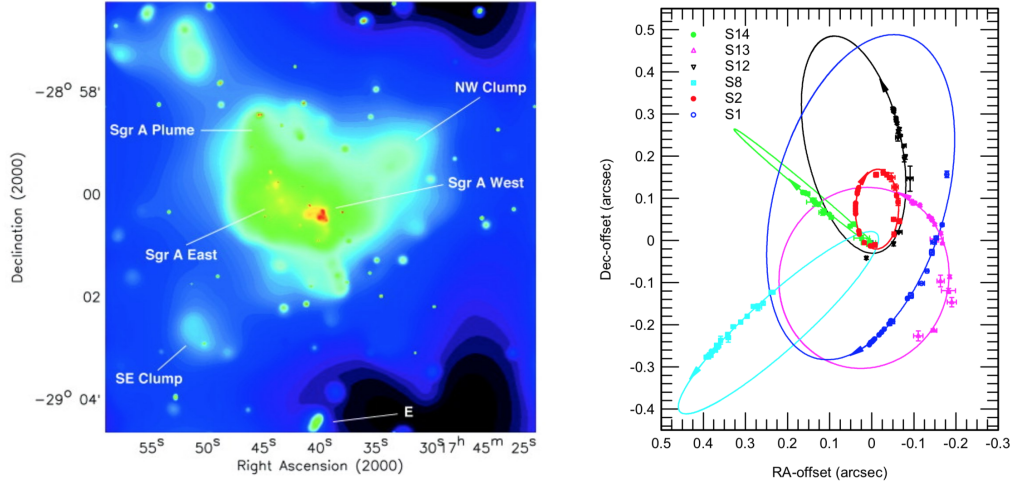 NW Clump
Sgr A Plume
Sgr A West
Sgr A East
SE Clump
E
Declination (2000)
−28° 58'
00
02
−29° 04'
55ˢ 50ˢ 45ˢ 40ˢ 35ˢ 30ˢ17ʰ 45ᵐ 25ˢ
Right Ascension (2000)
S14
S13
S12
S8
S2
S1
Dec-offset (arcsec)
0.5
0.4
0.3
0.2
0.1
0
-0.1
-0.2
-0.3
-0.4
0.5 0.4 0.3 0.2 0.1 0 -0.1 -0.2 -0.3
RA-offset (arcsec)